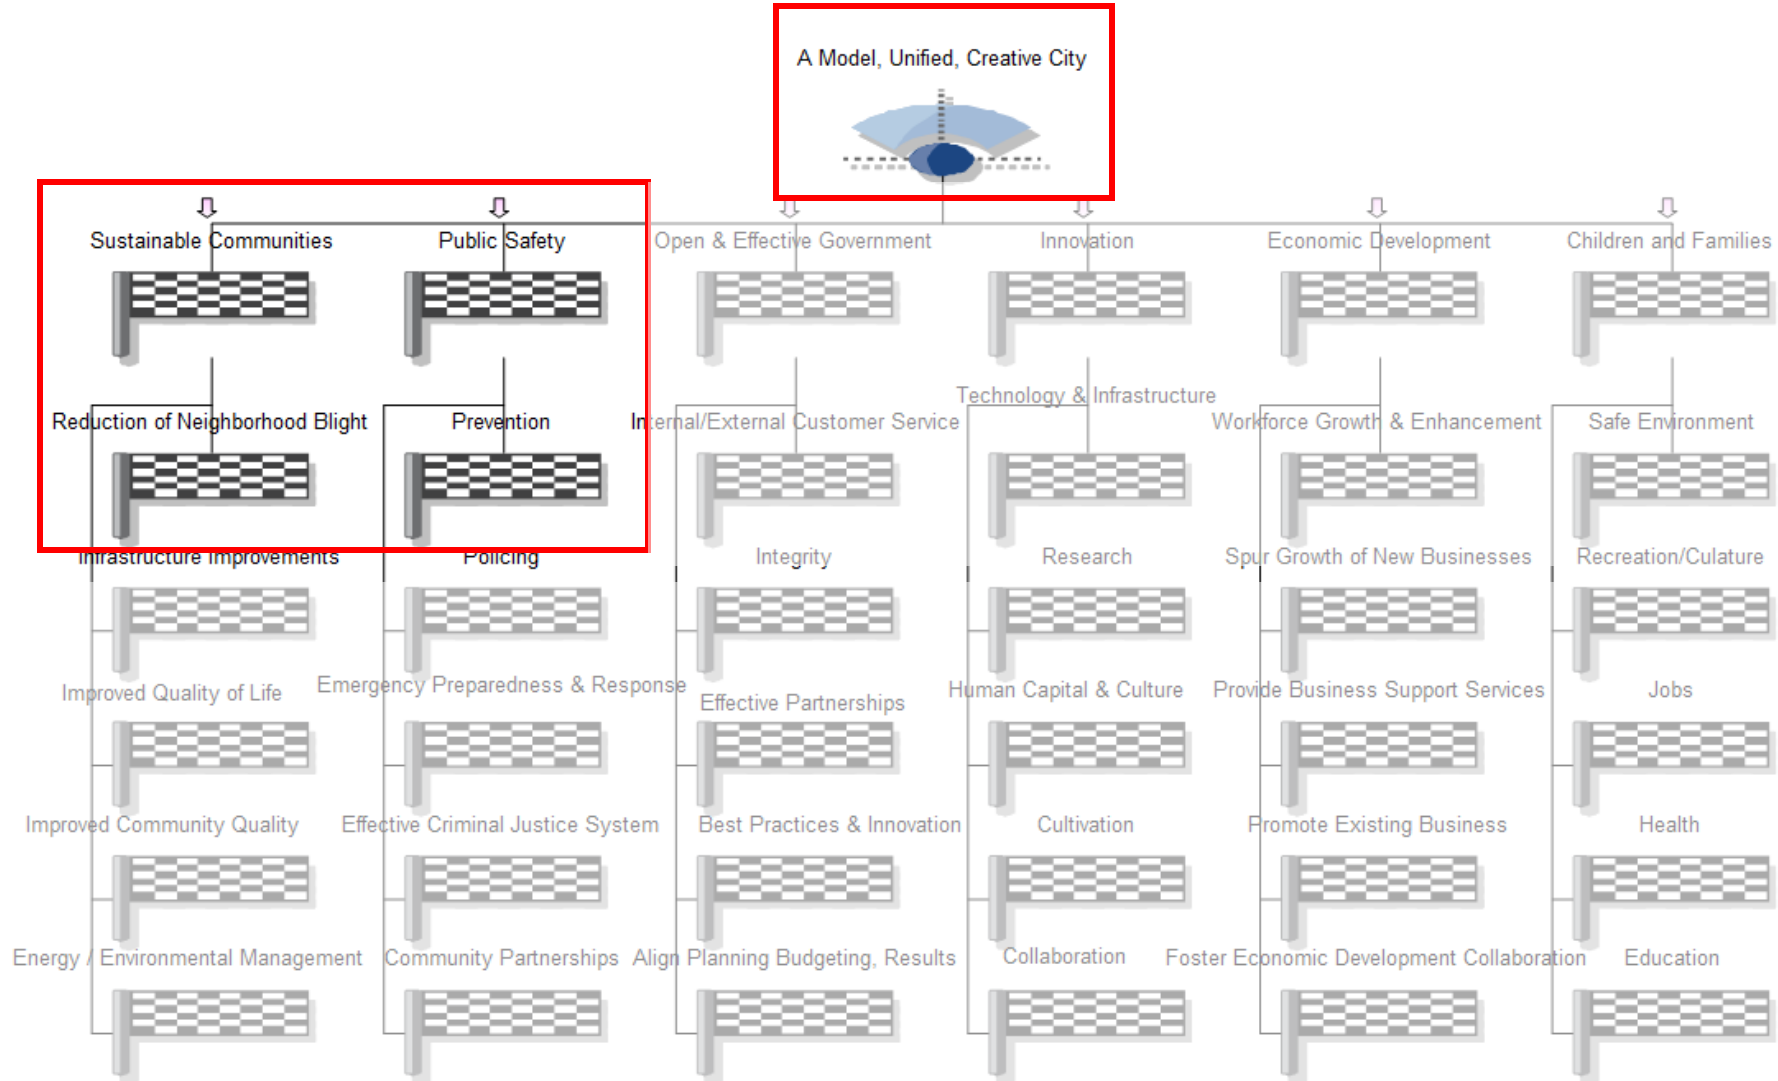 A Model, Unified, Creative City
Sustainable Communities
Public Safety
Open & Effective Government
Innovation
Economic Development
Children and Families
Reduction of Neighborhood Blight
Prevention
Internal/External Customer Service
Technology & Infrastructure
Workforce Growth & Enhancement
Safe Environment
Infrastructure Improvements
Policing
Integrity
Research
Spur Growth of New Businesses
Recreation/Culature
Improved Quality of Life
Emergency Preparedness & Response
Effective Partnerships
Human Capital & Culture
Provide Business Support Services
Jobs
Improved Community Quality
Effective Criminal Justice System
Best Practices & Innovation
Cultivation
Promote Existing Business
Health
Energy / Environmental Management
Community Partnerships
Align Planning Budgeting, Results
Collaboration
Foster Economic Development Collaboration
Education